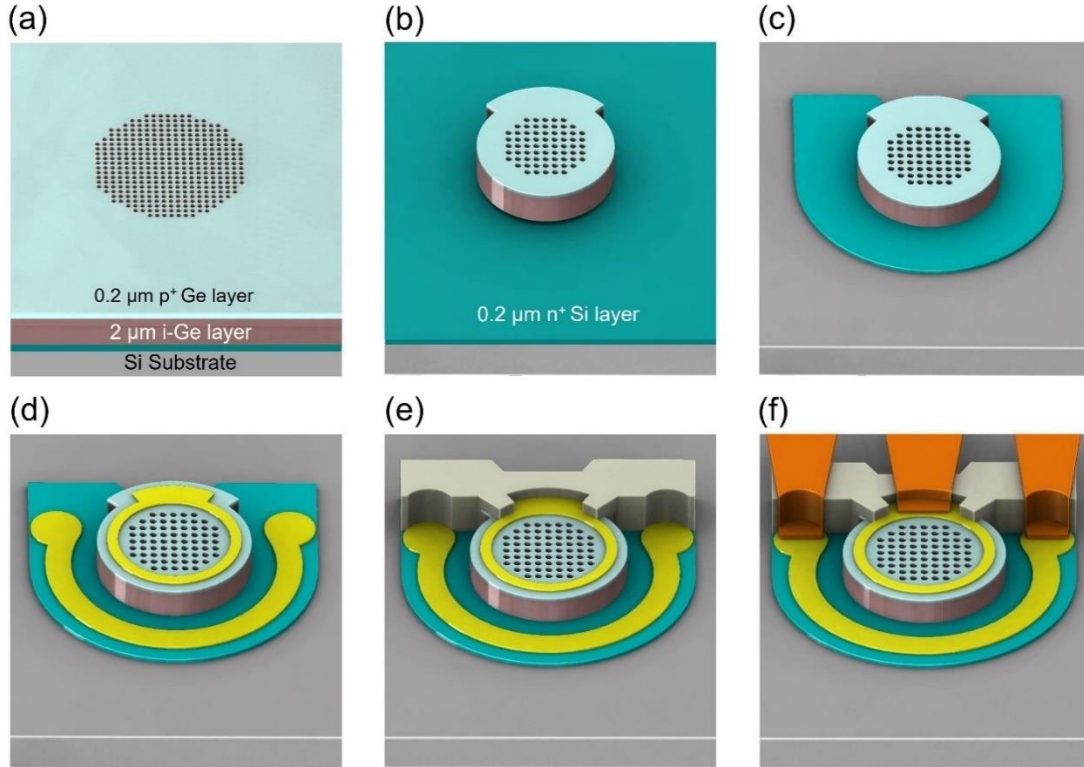 (a)
(b)
(c)
0.2 µm p⁺ Ge layer
2 µm i-Ge layer
Si Substrate
0.2 µm n⁺ Si layer
(d)
(e)
(f)